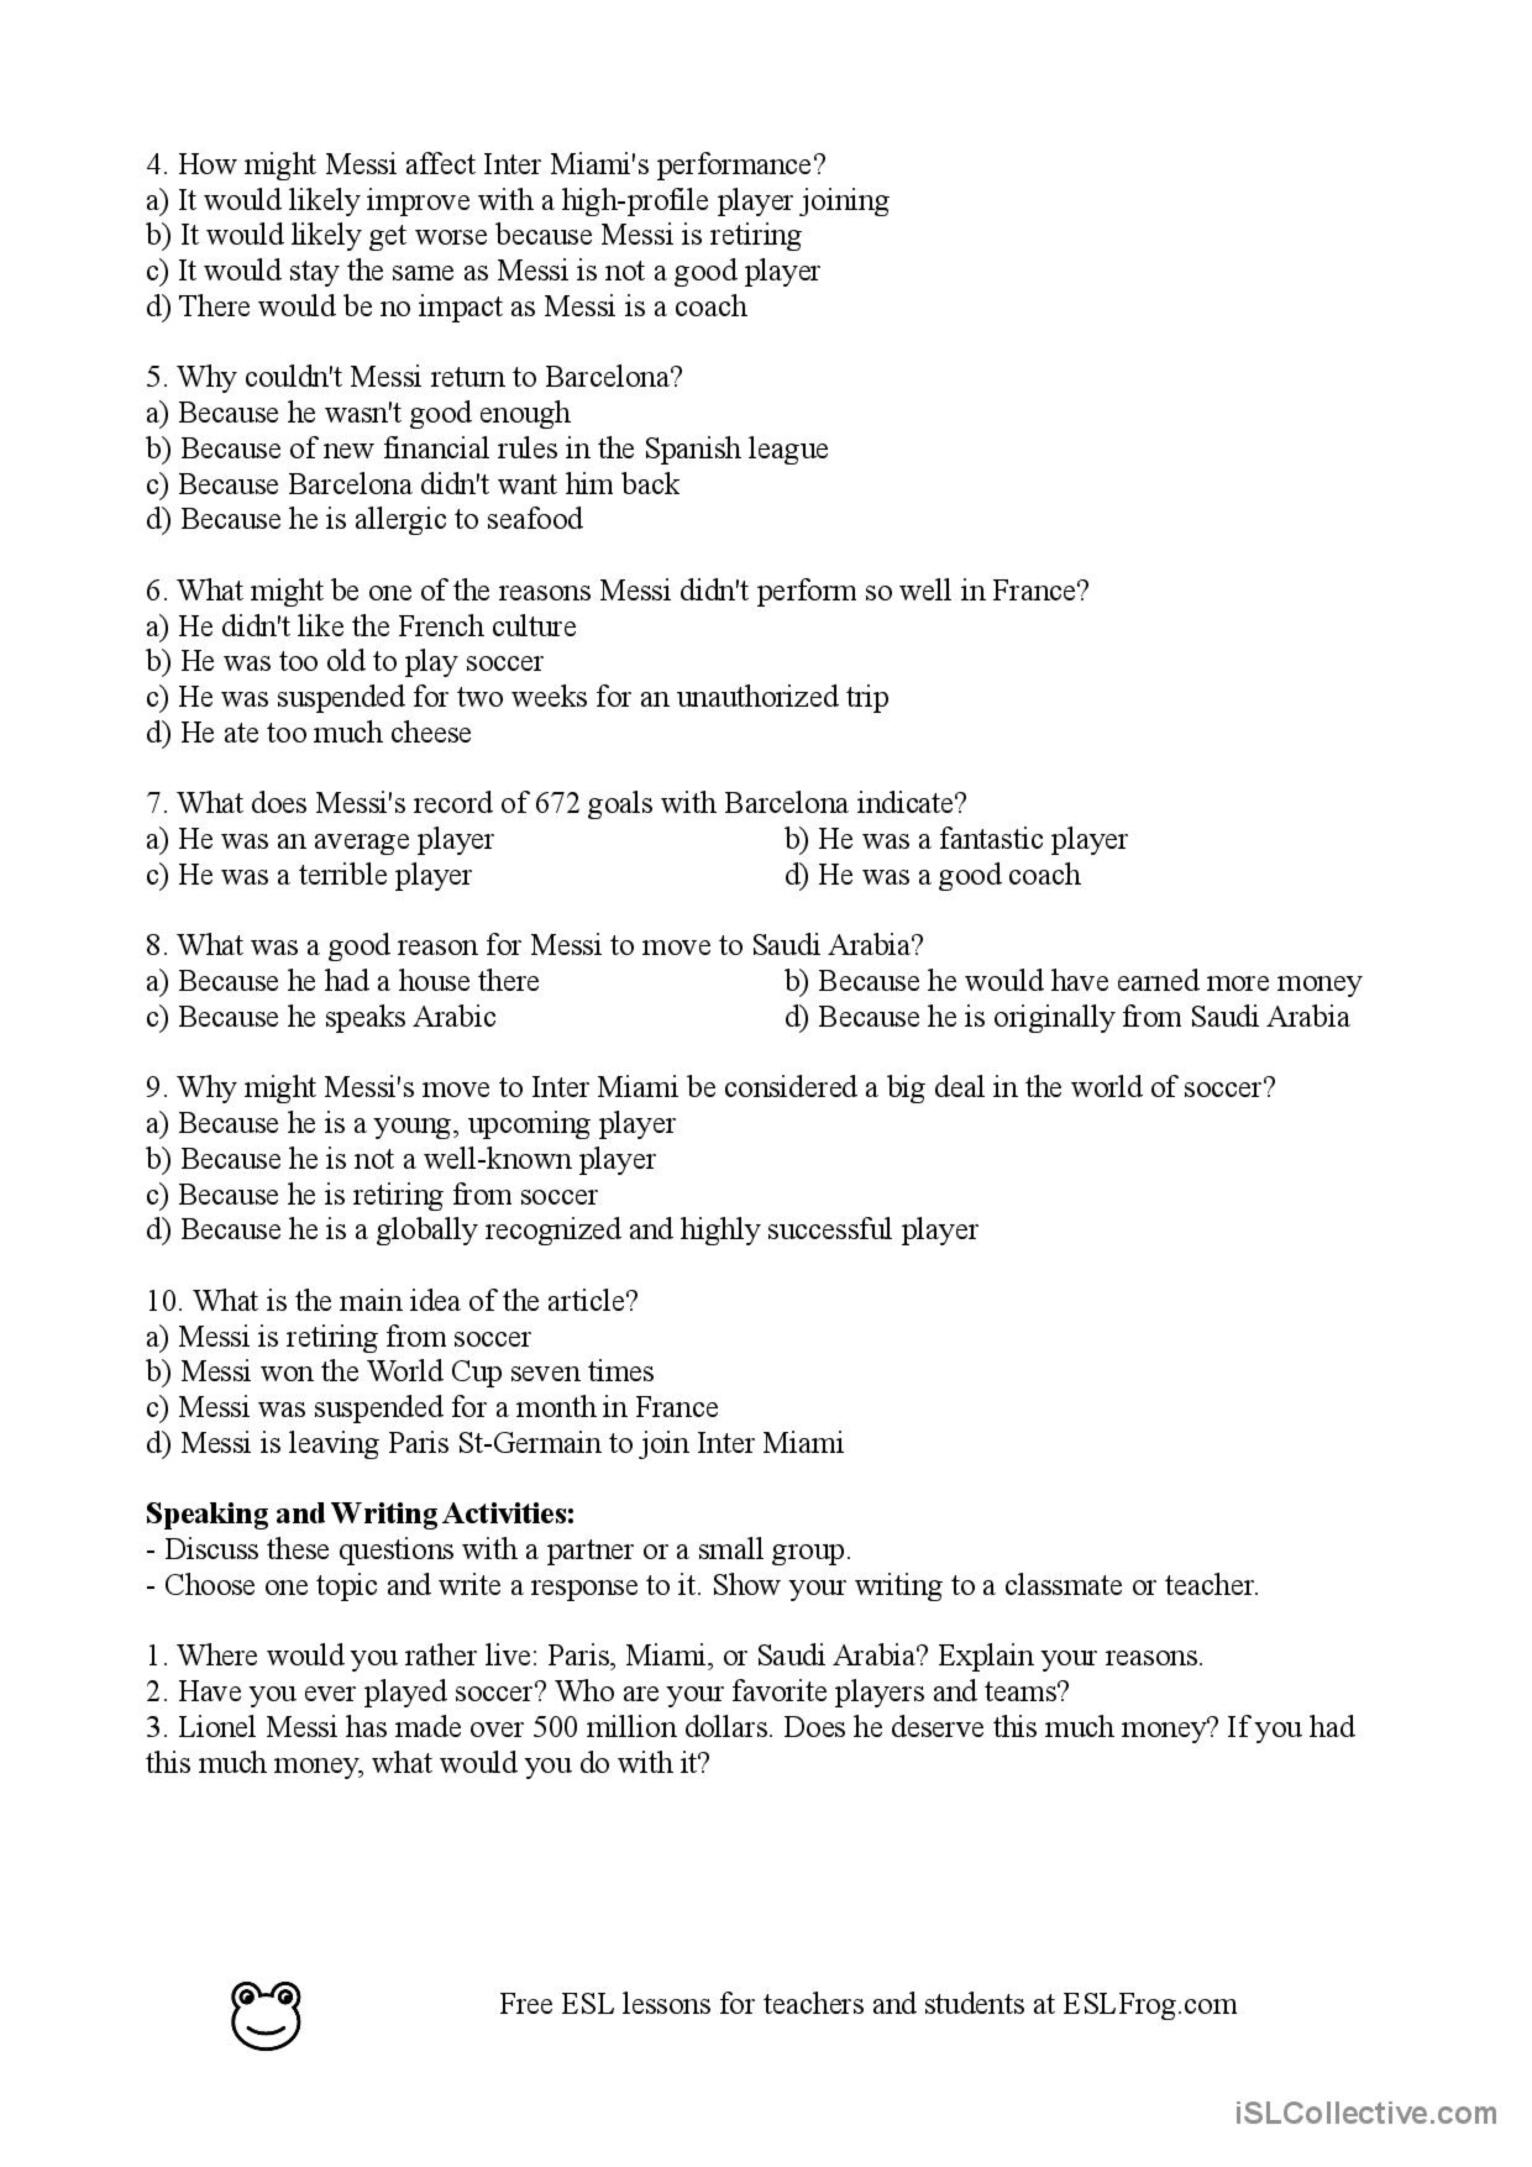 4. How might Messi affect Inter Miami's performance?
a) It would likely improve with a high-profile player joining
b) It would likely get worse because Messi is retiring
c) It would stay the same as Messi is not a good player
d) There would be no impact as Messi is a coach
5. Why couldn't Messi return to Barcelona?
a) Because he wasn't good enough
b) Because of new financial rules in the Spanish league
c) Because Barcelona didn't want him back
d) Because he is allergic to seafood
6. What might be one of the reasons Messi didn't perform so well in France?
a) He didn't like the French culture
b) He was too old to play soccer
c) He was suspended for two weeks for an unauthorized trip
d) He ate too much cheese
7. What does Messi's record of 672 goals with Barcelona indicate?
a) He was an average player b) He was a fantastic player
c) He was a terrible player d) He was a good coach
8. What was a good reason for Messi to move to Saudi Arabia?
a) Because he had a house there b) Because he would have earned more money
c) Because he speaks Arabic d) Because he is originally from Saudi Arabia
9. Why might Messi's move to Inter Miami be considered a big deal in the world of soccer?
a) Because he is a young, upcoming player
b) Because he is not a well-known player
c) Because he is retiring from soccer
d) Because he is a globally recognized and highly successful player
10. What is the main idea of the article?
a) Messi is retiring from soccer
b) Messi won the World Cup seven times
c) Messi was suspended for a month in France
d) Messi is leaving Paris St-Germain to join Inter Miami
Speaking and Writing Activities:
- Discuss these questions with a partner or a small group.
- Choose one topic and write a response to it. Show your writing to a classmate or teacher.
1. Where would you rather live: Paris, Miami, or Saudi Arabia? Explain your reasons.
2. Have you ever played soccer? Who are your favorite players and teams?
3. Lionel Messi has made over 500 million dollars. Does he deserve this much money? If you had
this much money, what would you do with it?
Free ESL lessons for teachers and students at ESLFrog.com
iSLCollective.com